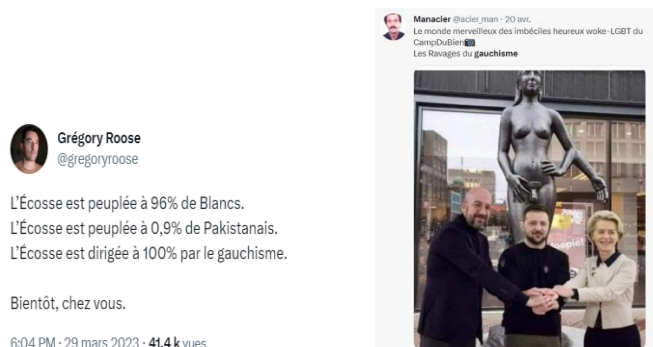 Grégory Roose
@gregoryroose
L'Écosse est peuplée à 96% de Blancs.
L'Écosse est peuplée à 0,9% de Pakistanais.
L'Écosse est dirigée à 100% par le gauchisme.
Bientôt, chez vous.
6:04 PM · 29 mars 2023 · 41,4 k vues
Manacier @acier_man · 20 avr.
Le monde merveilleux des imbéciles heureux woke-LGBT du
CampDuBien
Les Ravages du gauchisme